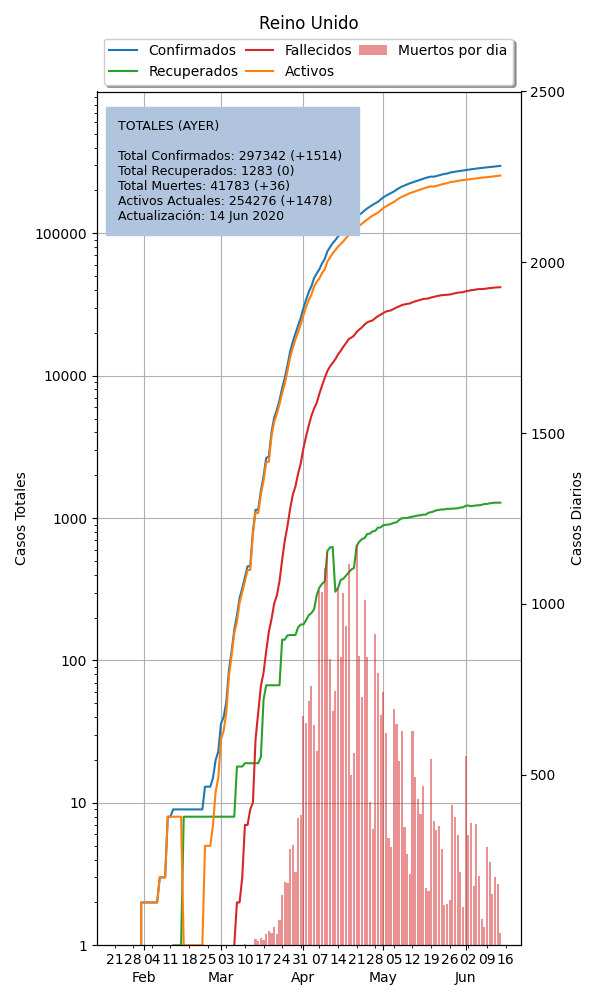 Reino Unido
Confirmados
Recuperados
Fallecidos
Activos
Muertos por dia
TOTALES (AYER)
Total Confirmados: 297342 (+1514)
Total Recuperados: 1283 (0)
Total Muertes: 41783 (+36)
Activos Actuales: 254276 (+1478)
Actualización: 14 Jun 2020
Casos Totales
100000
10000
1000
100
10
1
2500
2000
1500
1000
500
Casos Diarios
21 28 04 11 18 25 03 10 17 24 31 07 14 21 28 05 12 19 26 02 09 16
Feb Mar Apr May Jun